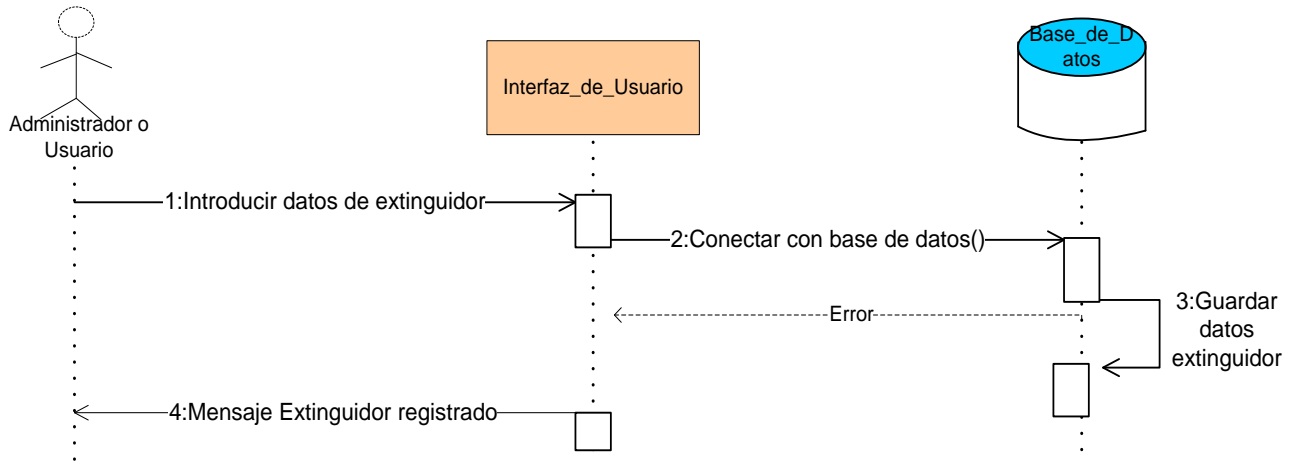 Administrador o
Usuario
Interfaz_de_Usuario
Base_de_D
atos
1:Introducir datos de extinguidor
2:Conectar con base de datos()
Error
3:Guardar
datos
extinguidor
4:Mensaje Extinguidor registrado